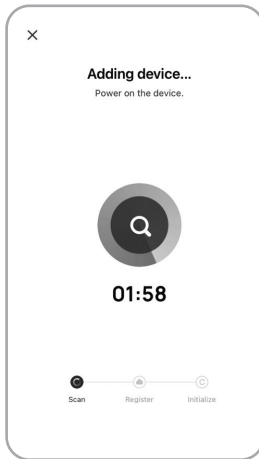 Adding device...
Power on the device.
01:58
Scan Register Initialize